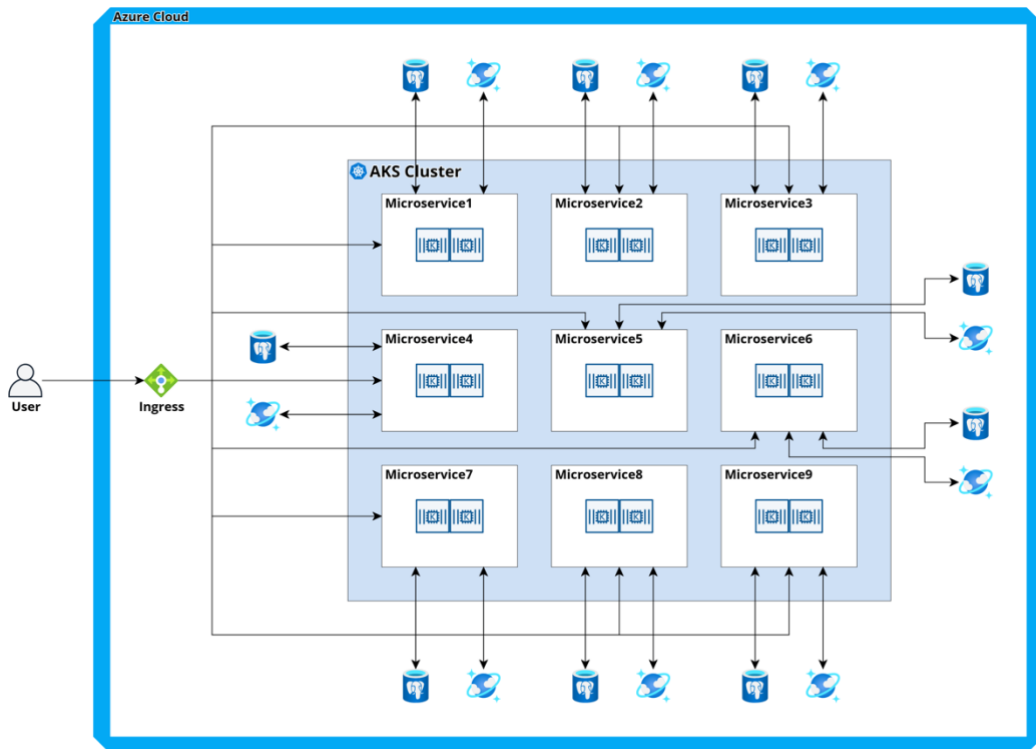 Azure Cloud
AKS Cluster
Microservice1
Microservice2
Microservice3
Microservice4
Microservice5
Microservice6
User
Ingress
Microservice7
Microservice8
Microservice9